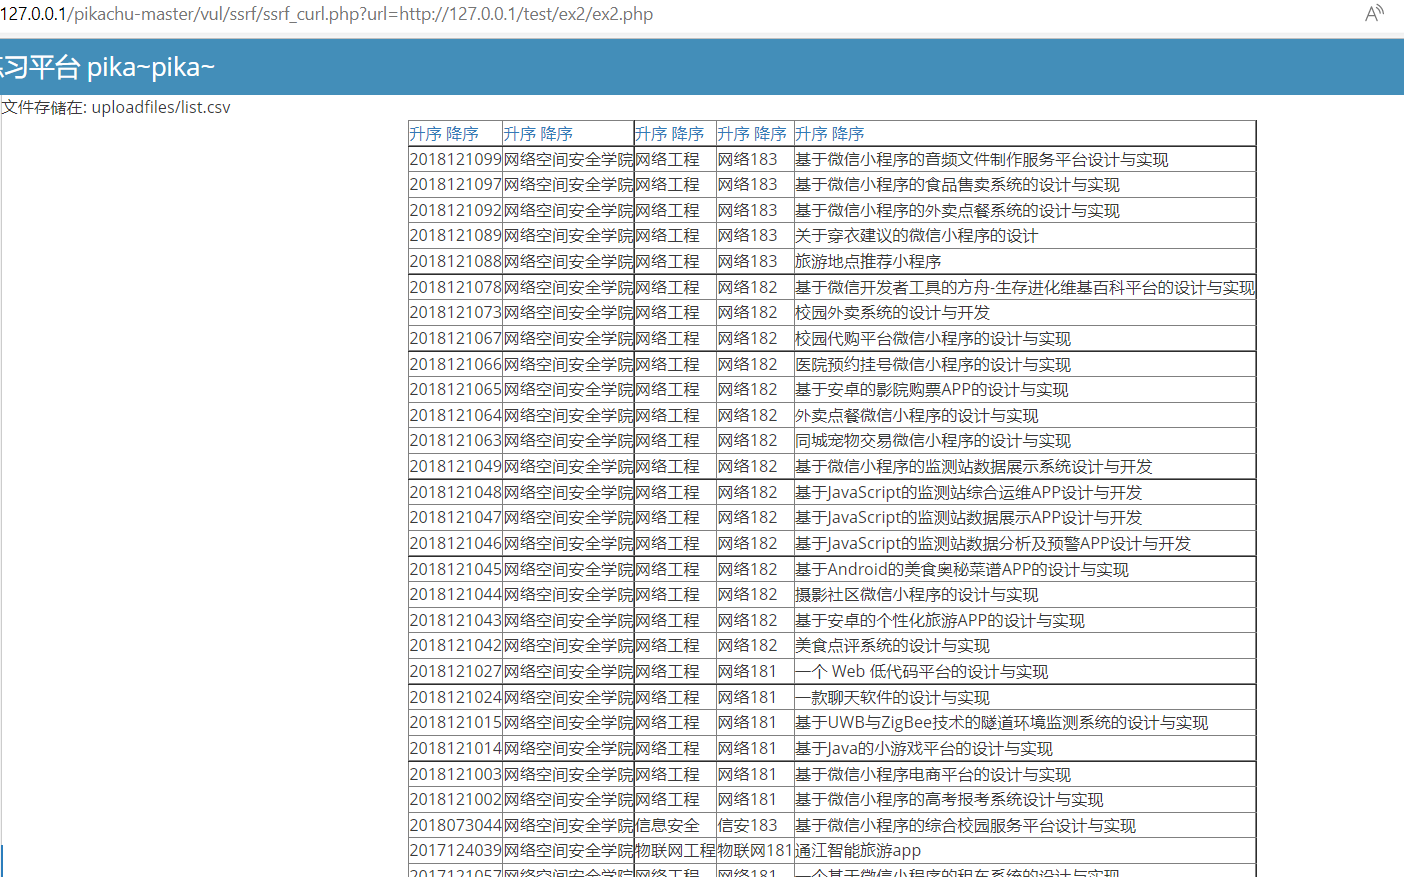 127.0.0.1/pikachu-master/vul/ssrf/ssrf_curl.php?url=http://127.0.0.1/test/ex2/ex2.php
习平台 pika~pika~
文件存储在: uploadfiles/list.csv
升序 降序 升序 降序 升序 降序 升序 降序 升序 降序
2018121099 网络空间安全学院 网络工程 网络183 基于微信小程序的音频文件制作服务平台设计与实现
2018121097 网络空间安全学院 网络工程 网络183 基于微信小程序的食品售卖系统的设计与实现
2018121092 网络空间安全学院 网络工程 网络183 基于微信小程序的外卖点餐系统的设计与实现
2018121089 网络空间安全学院 网络工程 网络183 关于穿衣建议的微信小程序的设计
2018121088 网络空间安全学院 网络工程 网络183 旅游地点推荐小程序
2018121078 网络空间安全学院 网络工程 网络182 基于微信开发者工具的方舟-生存进化维基百科平台的设计与实现
2018121073 网络空间安全学院 网络工程 网络182 校园外卖系统的设计与开发
2018121067 网络空间安全学院 网络工程 网络182 校园代购平台微信小程序的设计与实现
2018121066 网络空间安全学院 网络工程 网络182 医院预约挂号微信小程序的设计与实现
2018121065 网络空间安全学院 网络工程 网络182 基于安卓的影院购票APP的设计与实现
2018121064 网络空间安全学院 网络工程 网络182 外卖点餐微信小程序的设计与实现
2018121063 网络空间安全学院 网络工程 网络182 同城宠物交易微信小程序的设计与实现
2018121049 网络空间安全学院 网络工程 网络182 基于微信小程序的监测站数据展示系统设计与开发
2018121048 网络空间安全学院 网络工程 网络182 基于JavaScript的监测站综合运维APP设计与开发
2018121047 网络空间安全学院 网络工程 网络182 基于JavaScript的监测站数据展示APP设计与开发
2018121046 网络空间安全学院 网络工程 网络182 基于JavaScript的监测站数据分析及预警APP设计与开发
2018121045 网络空间安全学院 网络工程 网络182 基于Android的美食奥秘菜谱APP的设计与实现
2018121044 网络空间安全学院 网络工程 网络182 摄影社区微信小程序的设计与实现
2018121043 网络空间安全学院 网络工程 网络182 基于安卓的个性化旅游APP的设计与实现
2018121042 网络空间安全学院 网络工程 网络182 美食点评系统的设计与实现
2018121027 网络空间安全学院 网络工程 网络181 一个 Web 低代码平台的设计与实现
2018121024 网络空间安全学院 网络工程 网络181 一款聊天软件的设计与实现
2018121015 网络空间安全学院 网络工程 网络181 基于UWB与ZigBee技术的隧道环境监测系统的设计与实现
2018121014 网络空间安全学院 网络工程 网络181 基于Java的小游戏平台的设计与实现
2018121003 网络空间安全学院 网络工程 网络181 基于微信小程序电商平台的设计与实现
2018121002 网络空间安全学院 网络工程 网络181 基于微信小程序的高考报考系统设计与实现
2018073044 网络空间安全学院 信息安全 信安183 基于微信小程序的综合校园服务平台设计与实现
2017124039 网络空间安全学院 物联网工程 物联网181 通江智能旅游app
2017121057 网络空间安全学院 网络工程 网络181 一个基于微信小程序的租车系统的设计与实现